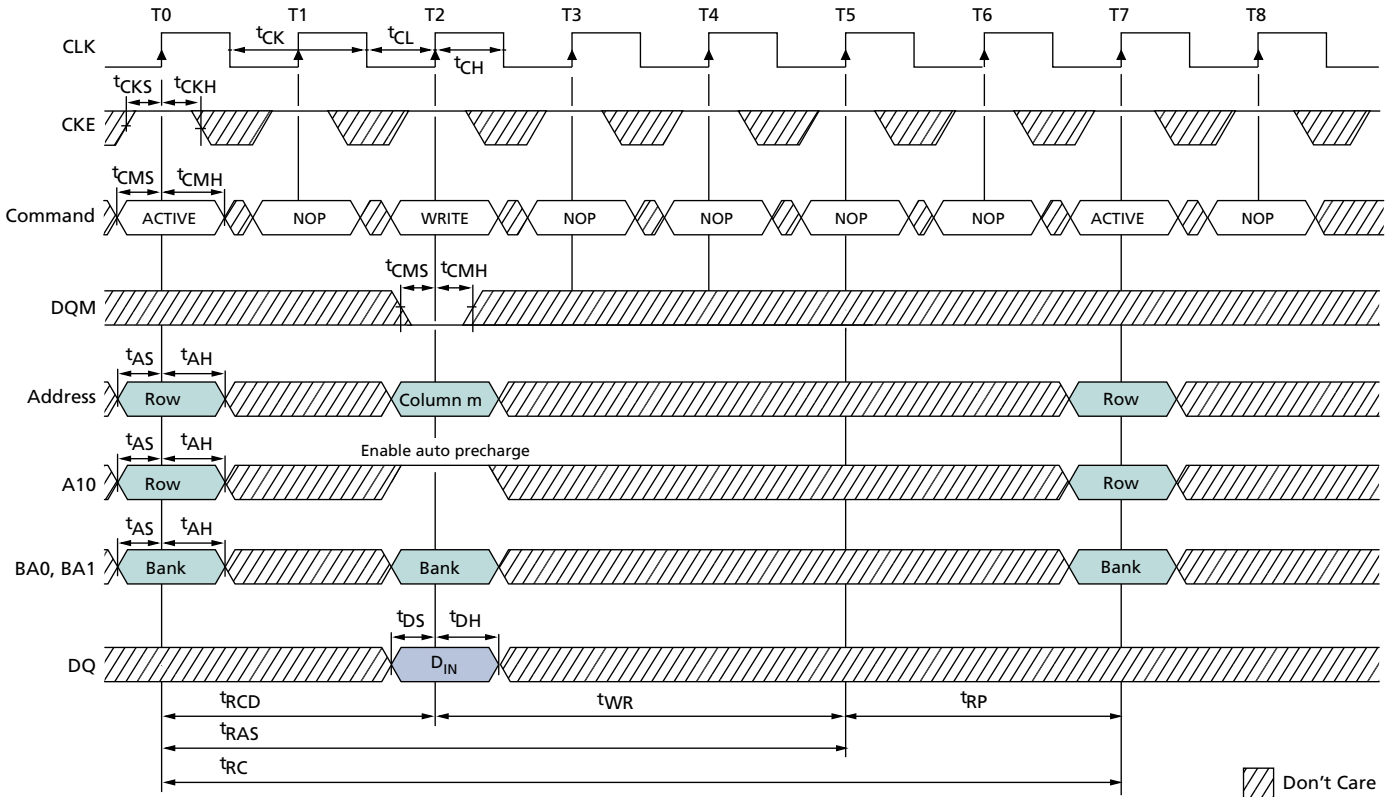 T0 T1 T2 T3 T4 T5 T6 T7 T8
CLK
tCK tCL
tCH
tCKS tCKH
CKE
tCMS tCMH
Command ACTIVE NOP WRITE NOP NOP NOP NOP ACTIVE NOP
tCMS tCMH
DQM
tAS tAH
Address Row Column m Row
tAS tAH Enable auto precharge
A10 Row Row
tAS tAH
BA0, BA1 Bank Bank Bank
tDS tDH
DQ DIN
tRCD tWR tRP
tRAS
tRC
Don't Care